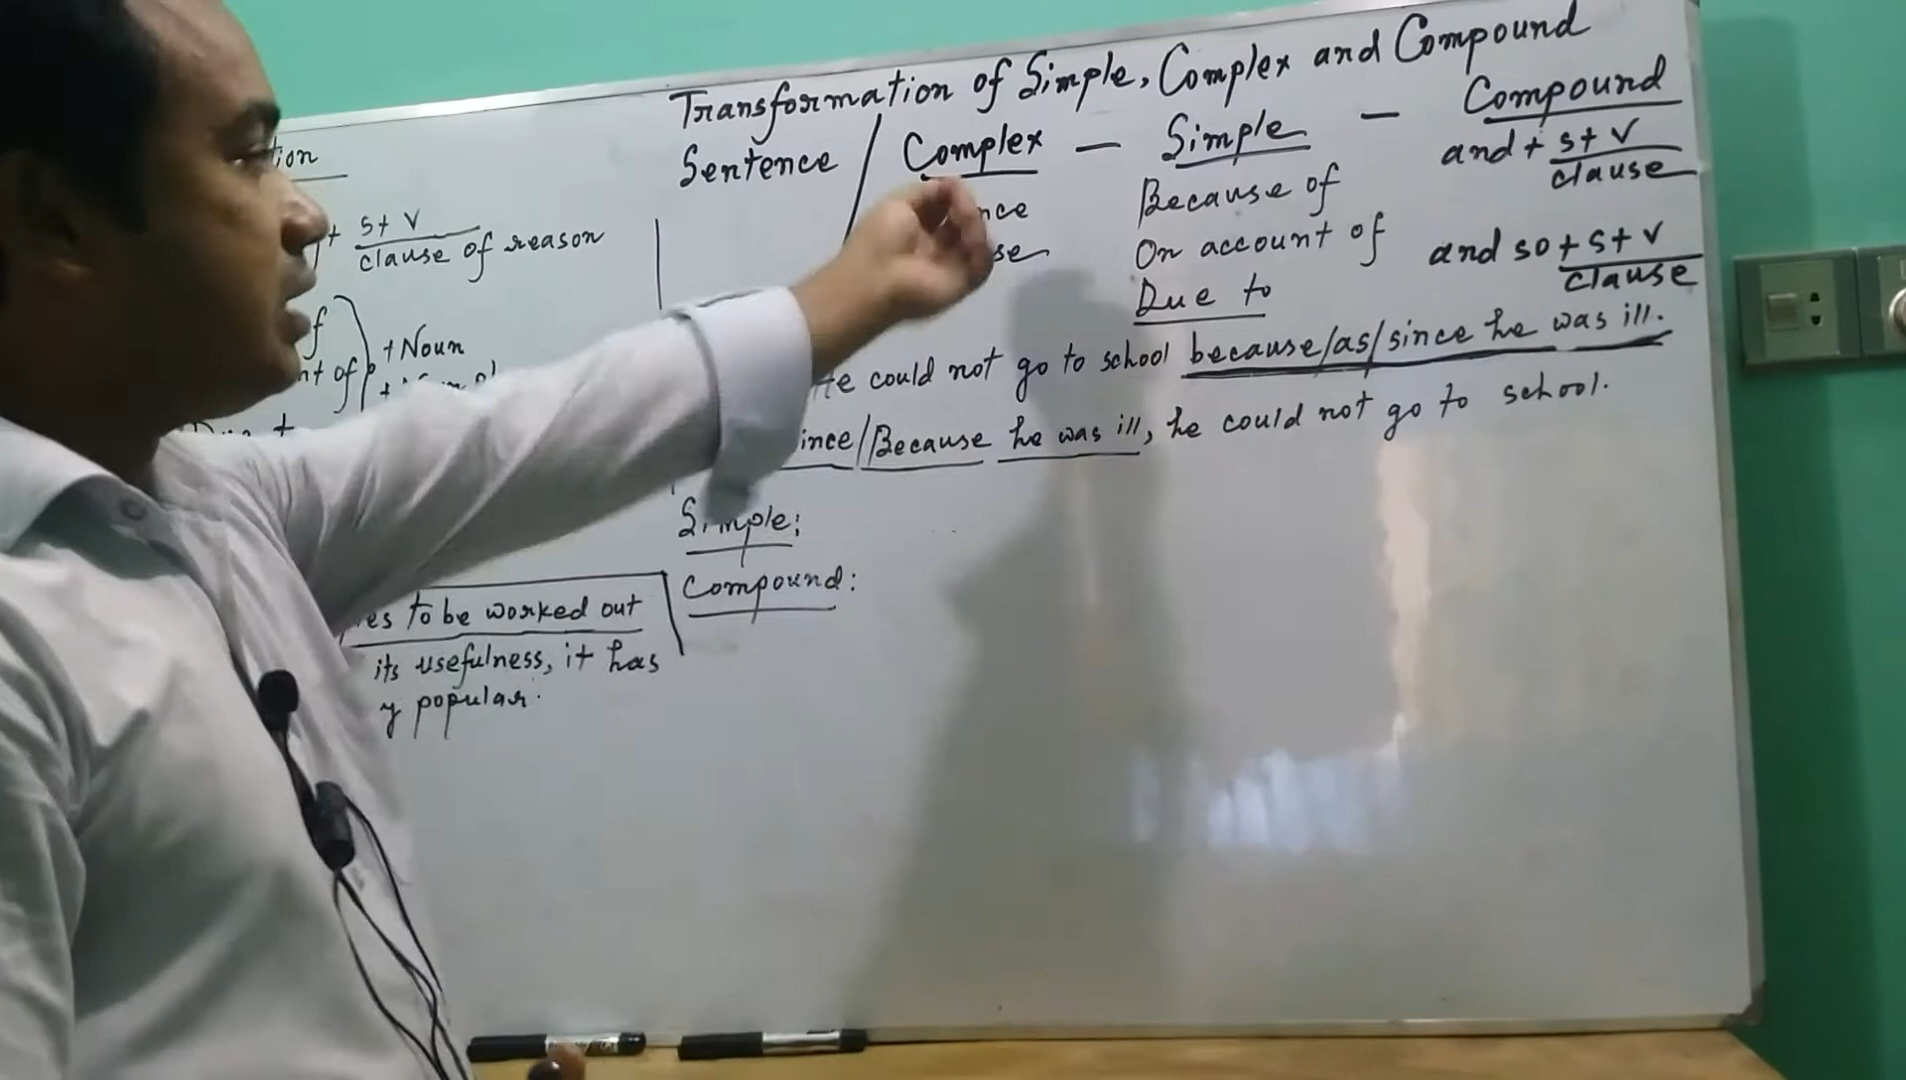 Transformation of Simple, Complex and Compound
Sentence / Complex — Simple — Compound
Because of
and + S+V
clause
On account of
and so + S+V
clause
Due to
He could not go to school because/as/since he was ill.
/Because he was ill, he could not go to school.
Simple:
Compound:
+ S+V
clause of reason
+ Noun
to be worked out
its usefulness, it has
popular.